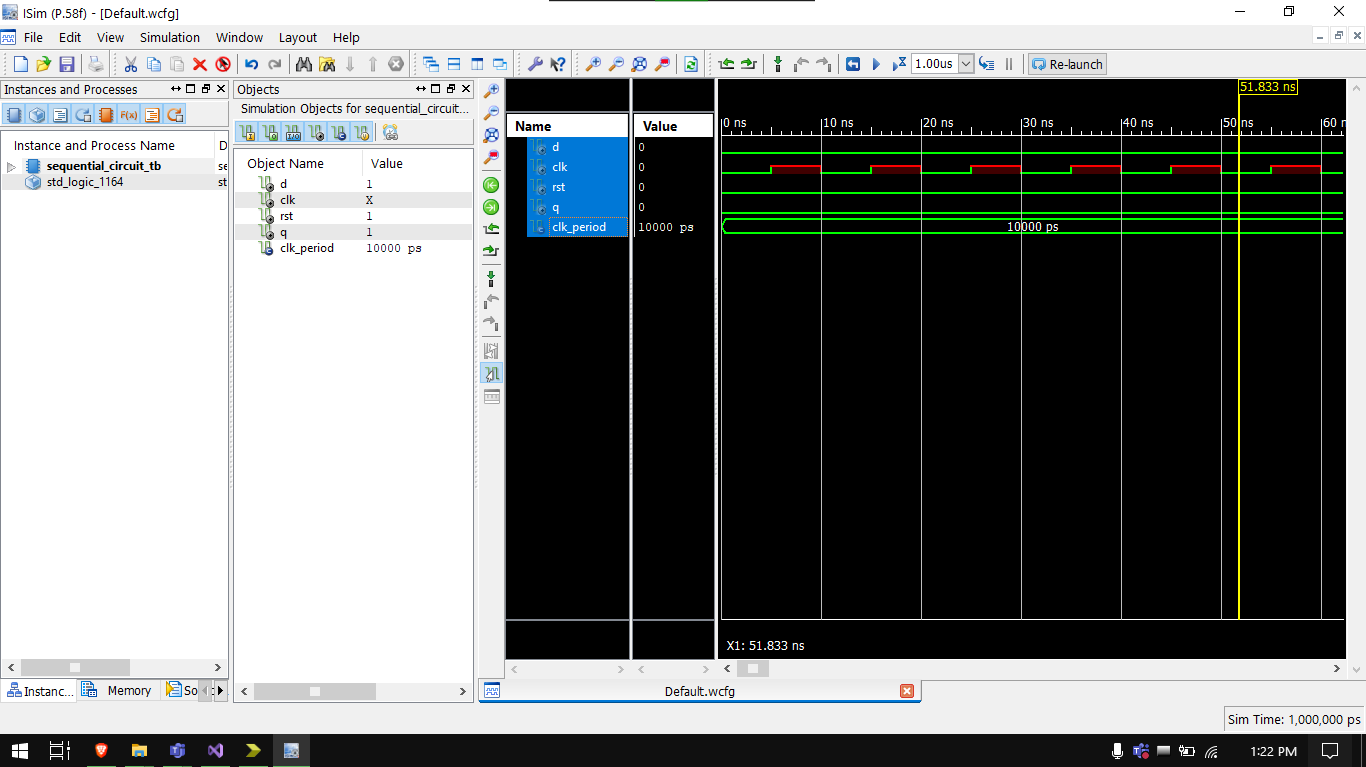 ISim (P.58f) - [Default.wcfg]
File Edit View Simulation Window Layout Help
1.00us Re-launch
Instances and Processes
Instance and Process Name D
sequential_circuit_tb se
std_logic_1164 st
Instanc... Memory So
Objects
Simulation Objects for sequential_circuit...
Object Name Value
d 1
clk X
rst 1
q 1
clk_period 10000 ps
Name Value
d 0
clk 0
rst 0
q 0
clk_period 10000 ps
51.833 ns
0 ns 10 ns 20 ns 30 ns 40 ns 50 ns 60 n
10000 ps
X1: 51.833 ns
Default.wcfg
Sim Time: 1,000,000 ps
1:22 PM